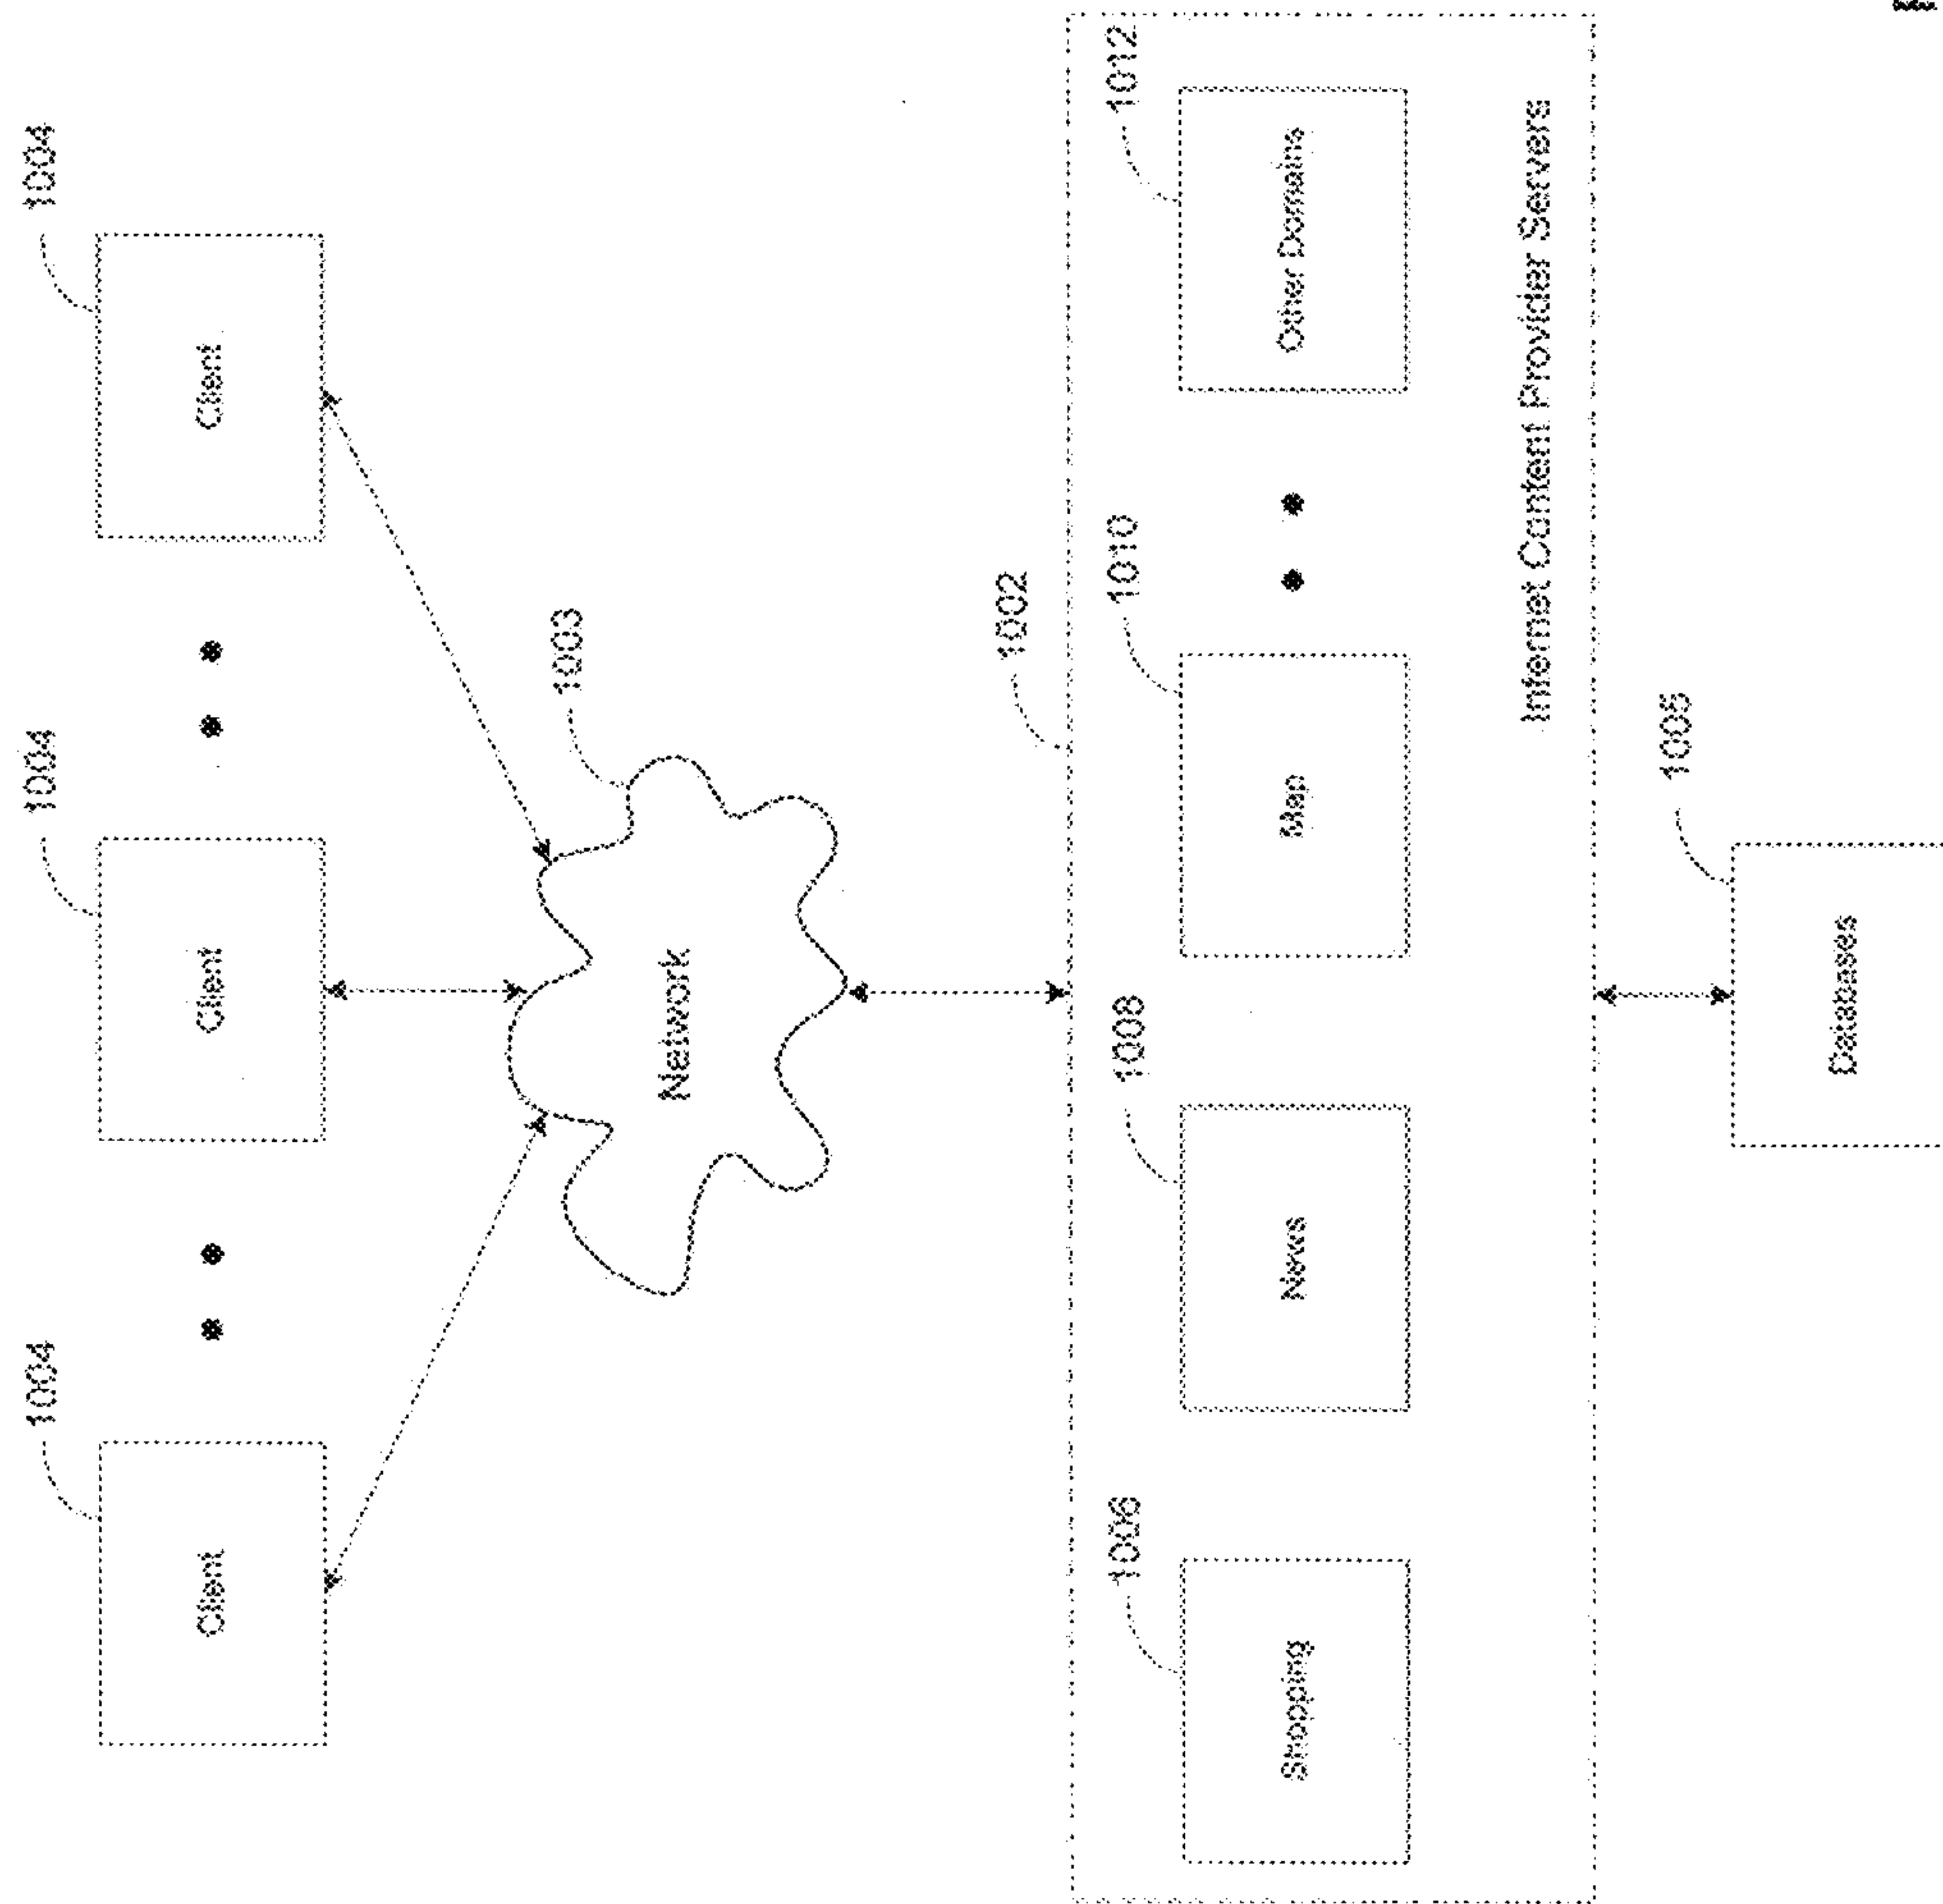 1004
1004
1004
Client
Client
Client
1003
Network
1002
1006
1008
1010
1012
Shopping
News
Map
Other Domains
Internet Content Provider Servers
1005
Databases